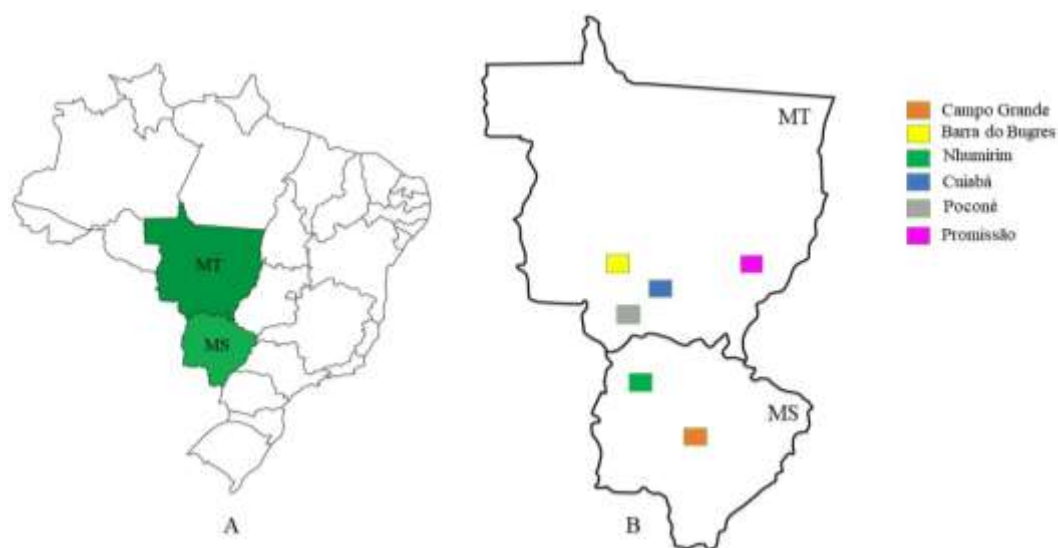 MT
MS
A
MT
MS
B
Campo Grande
Barra do Bugres
Nhumirim
Cuiabá
Poconé
Promissão